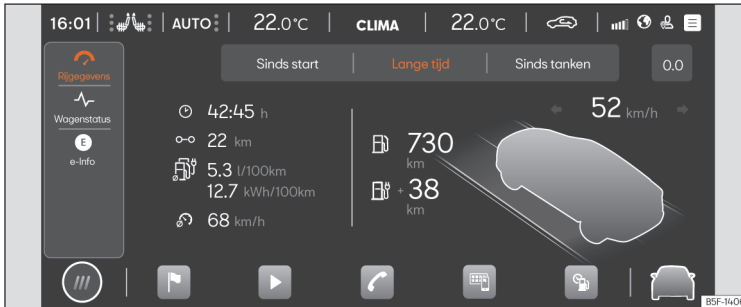 16:01 AUTO 22.0°C CLIMA 22.0°C
Rijgegevens
Wagenstatus
E
e-Info
Sinds start Lange tijd Sinds tanken 0.0
42:45 h
22 km
5.3 l/100km
12.7 kWh/100km
68 km/h
730
km
+ 38
km
52 km/h
B5F-1406